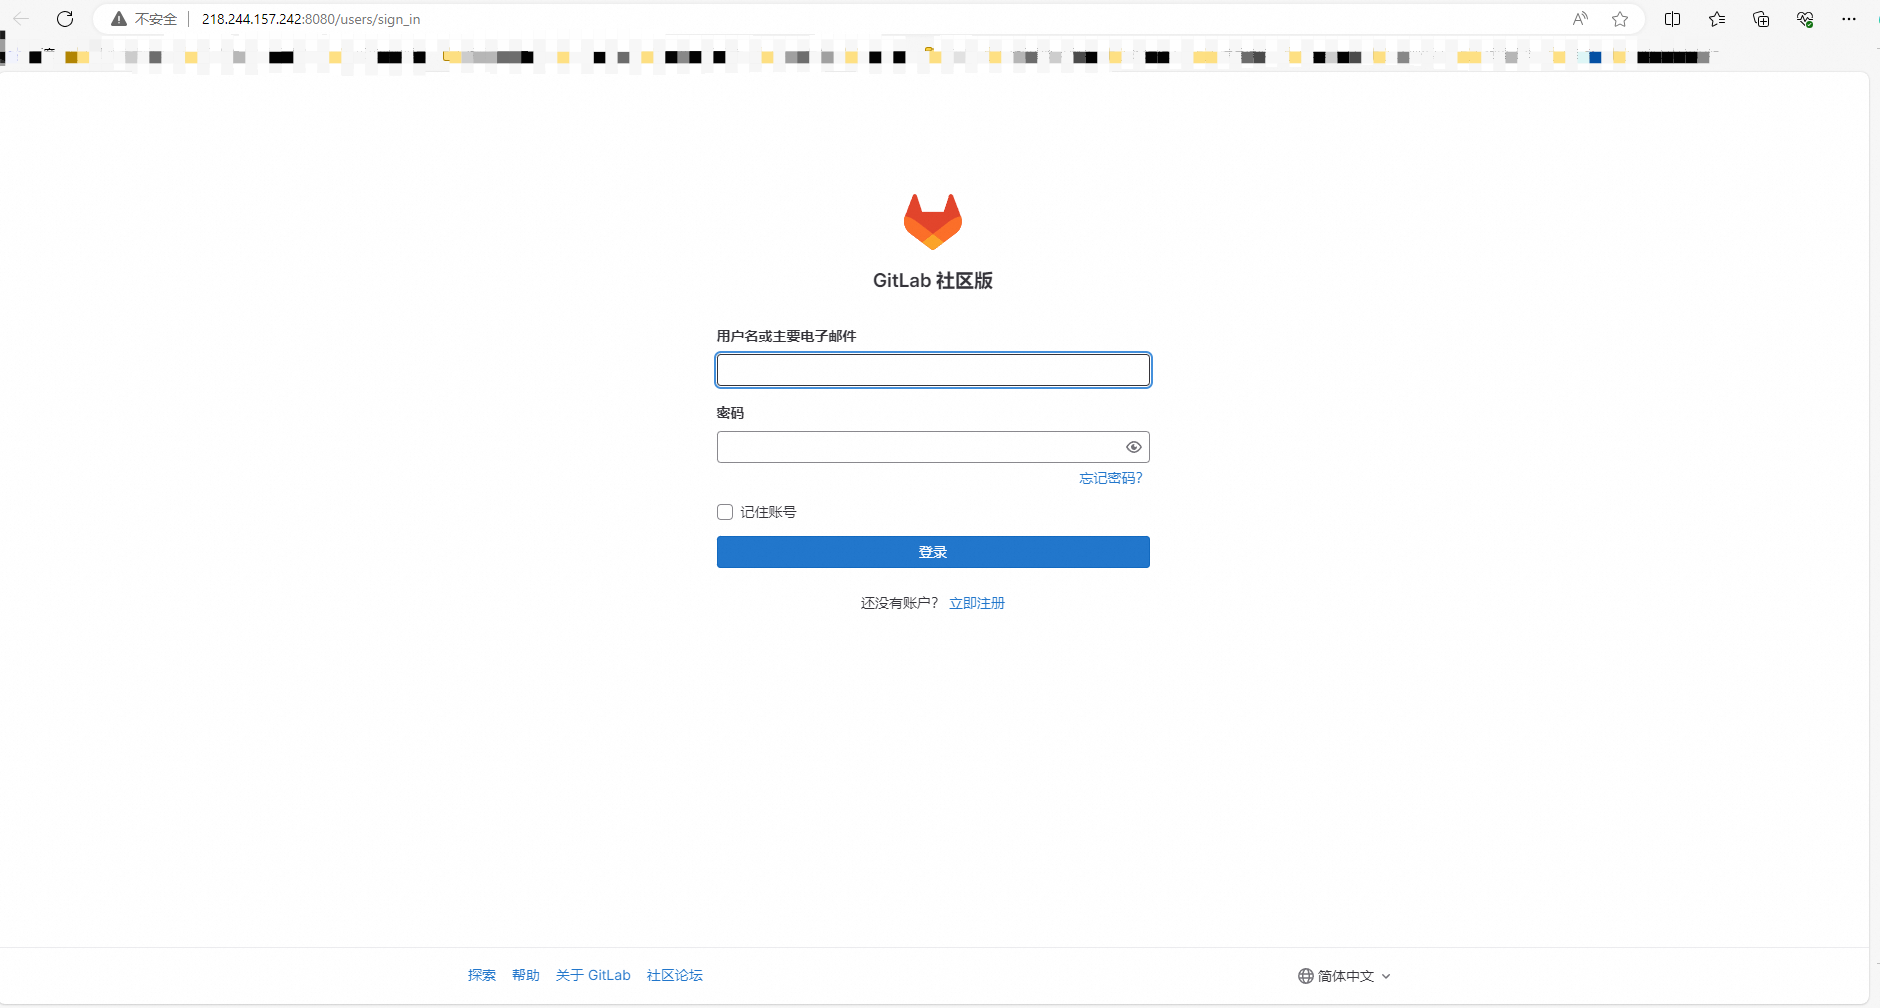 不安全 218.244.157.242:8080/users/sign_in
GitLab 社区版
用户名或主要电子邮件
密码
忘记密码?
记住账号
登录
还没有账户? 立即注册
探索 帮助 关于 GitLab 社区论坛 简体中文